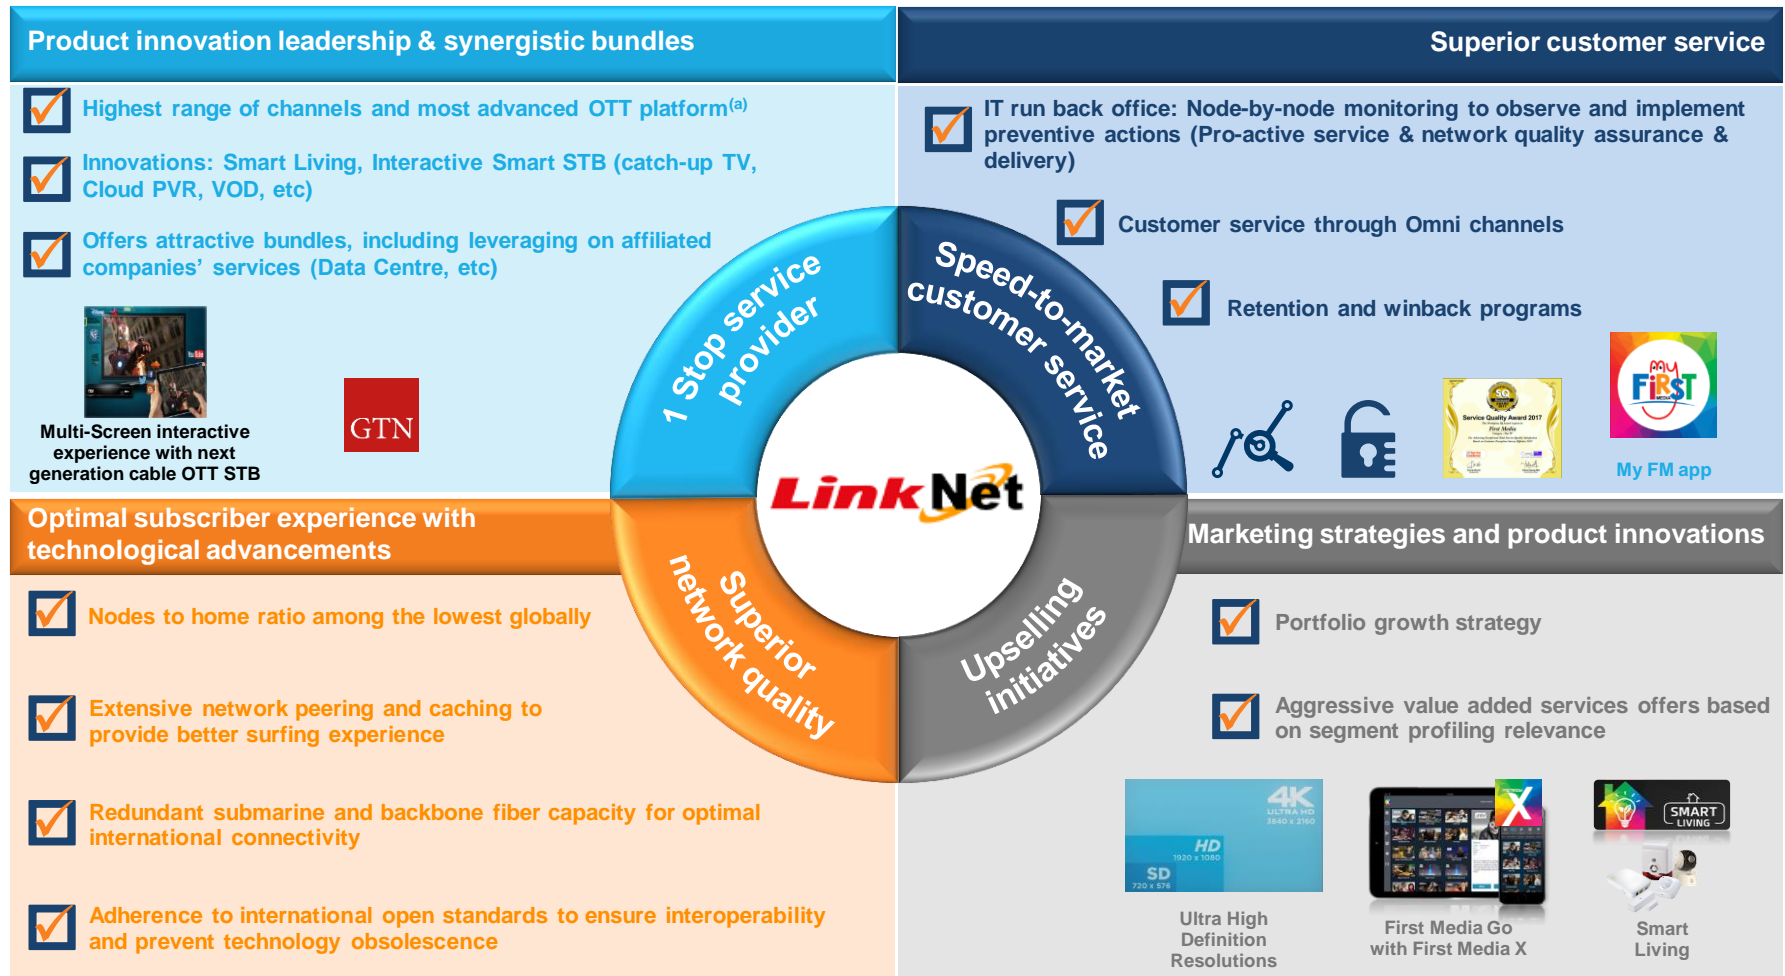 Product innovation leadership & synergistic bundles
Highest range of channels and most advanced OTT platform(a)
Innovations: Smart Living, Interactive Smart STB (catch-up TV,
Cloud PVR, VOD, etc)
Offers attractive bundles, including leveraging on affiliated
companies’ services (Data Centre, etc)
Multi-Screen interactive
experience with next
generation cable OTT STB
GTN
Superior customer service
IT run back office: Node-by-node monitoring to observe and implement
preventive actions (Pro-active service & network quality assurance &
delivery)
Customer service through Omni channels
Retention and winback programs
Service Quality Award 2017
First Media
My
FiRST
MEDIA
My FM app
1 Stop service
provider
Speed-to-market
customer service
LinkNet
Superior
network quality
Upselling
initiatives
Optimal subscriber experience with
technological advancements
Nodes to home ratio among the lowest globally
Extensive network peering and caching to
provide better surfing experience
Redundant submarine and backbone fiber capacity for optimal
international connectivity
Adherence to international open standards to ensure interoperability
and prevent technology obsolescence
Marketing strategies and product innovations
Portfolio growth strategy
Aggressive value added services offers based
on segment profiling relevance
4K
ULTRA HD
3840 x 2160
HD
1920 x 1080
SD
720 x 576
Ultra High
Definition
Resolutions
X
First Media Go
with First Media X
SMART
LIVING
Smart
Living